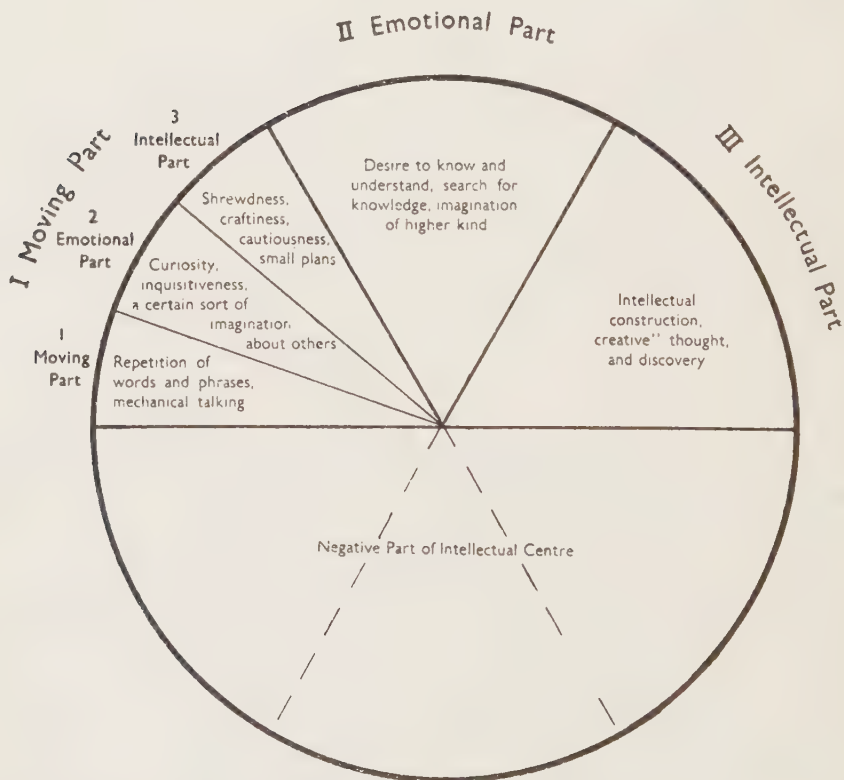 II Emotional Part
I Moving Part
3
Intellectual
Part
2
Emotional
Part
1
Moving
Part
III Intellectual Part
Shrewdness,
craftiness,
cautiousness,
small plans
Curiosity,
inquisitiveness,
a certain sort of
imagination
about others
Repetition of
words and phrases,
mechanical talking
Desire to know and
understand, search for
knowledge, imagination
of higher kind
Intellectual
construction,
creative" thought,
and discovery
Negative Part of Intellectual Centre